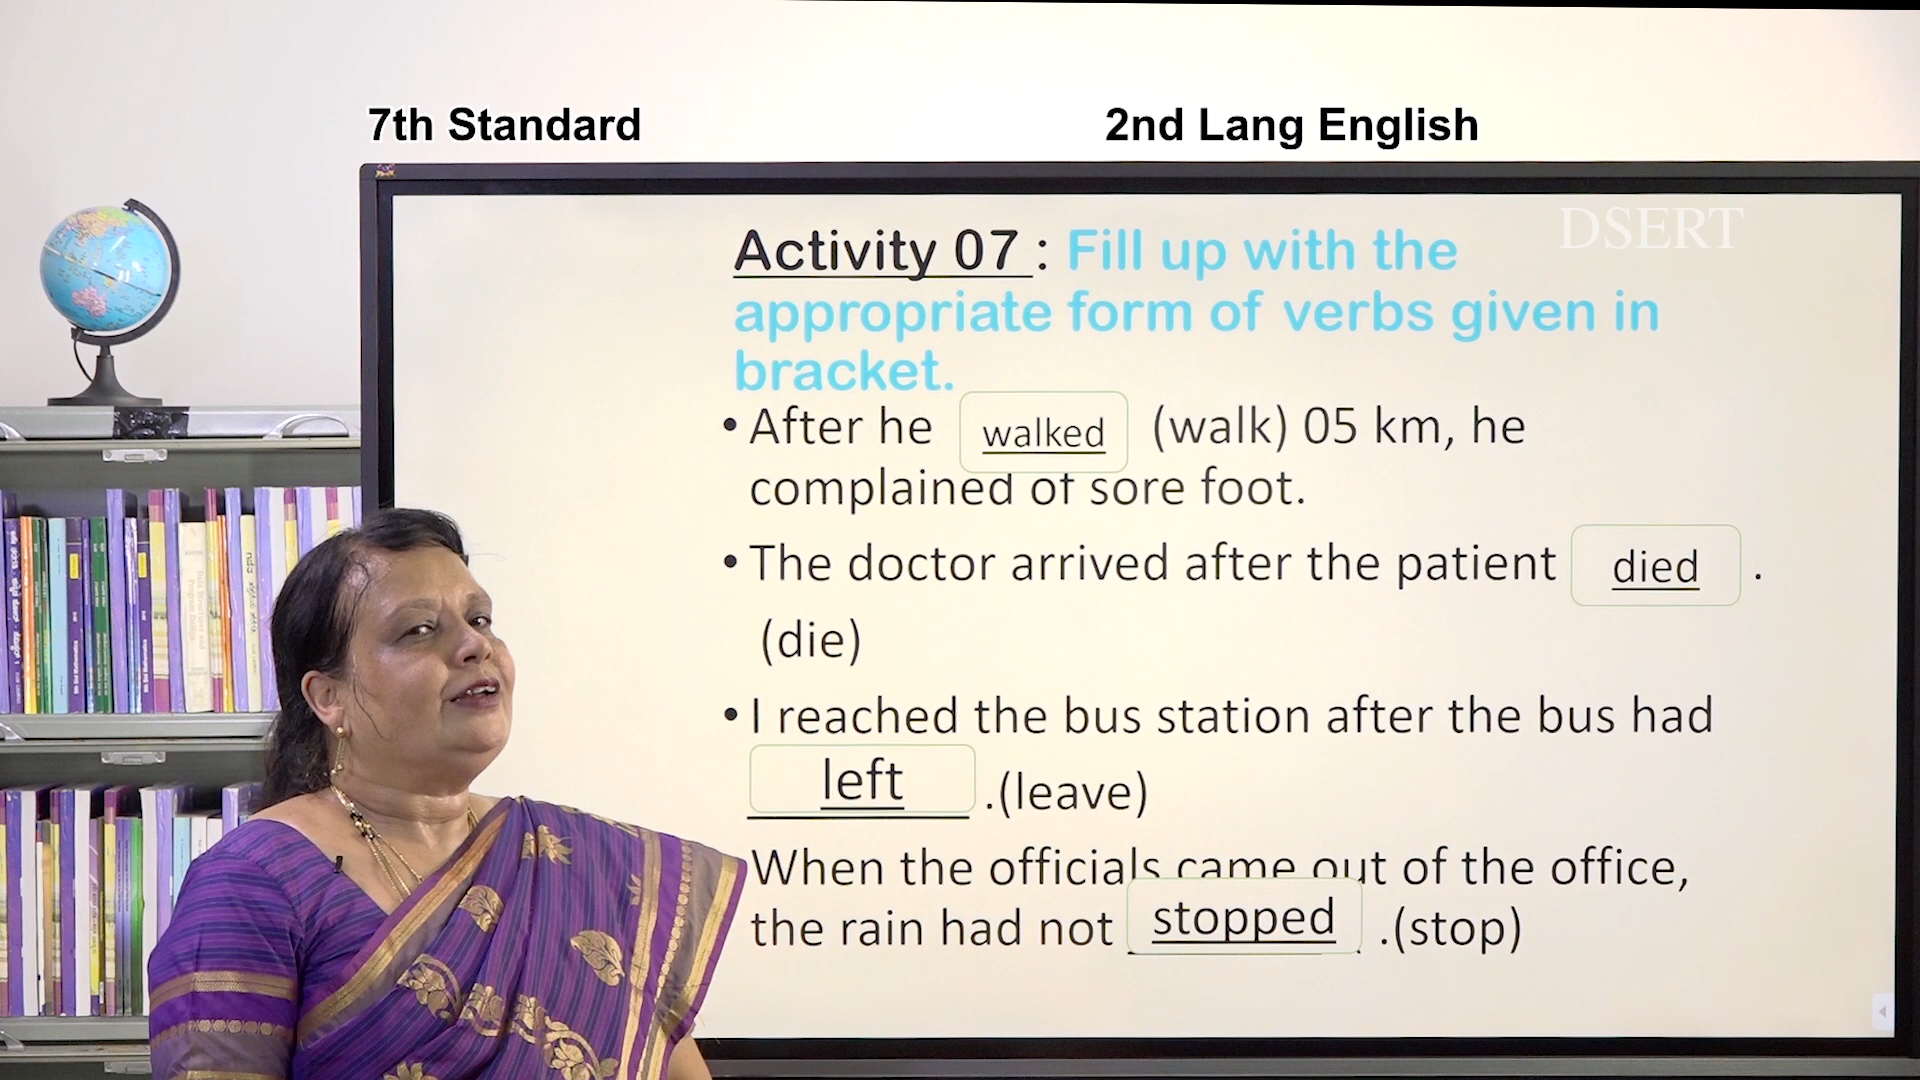 7th Standard
2nd Lang English
DSERT
Activity 07 : Fill up with the
appropriate form of verbs given in
bracket.
• After he walked (walk) 05 km, he
complained of sore foot.
• The doctor arrived after the patient died .
(die)
• I reached the bus station after the bus had
left .(leave)
When the officials came out of the office,
the rain had not stopped .(stop)